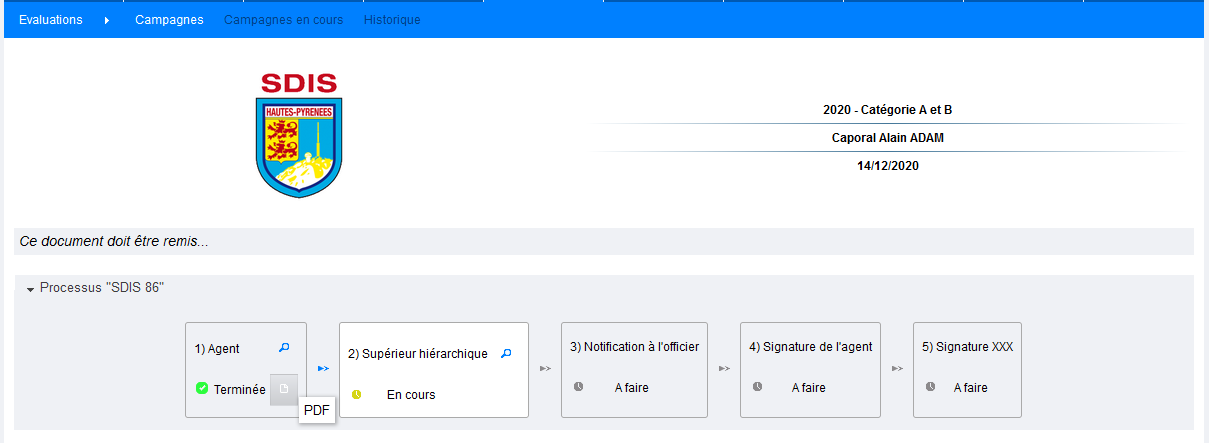 Evaluations Campagnes Campagnes en cours Historique
SDIS
HAUTES-PYRENEES
2020 - Catégorie A et B
Caporal Alain ADAM
14/12/2020
Ce document doit être remis...
Processus "SDIS 86"
1) Agent
Terminée
PDF
2) Supérieur hiérarchique
En cours
3) Notification à l'officier
A faire
4) Signature de l'agent
A faire
5) Signature XXX
A faire